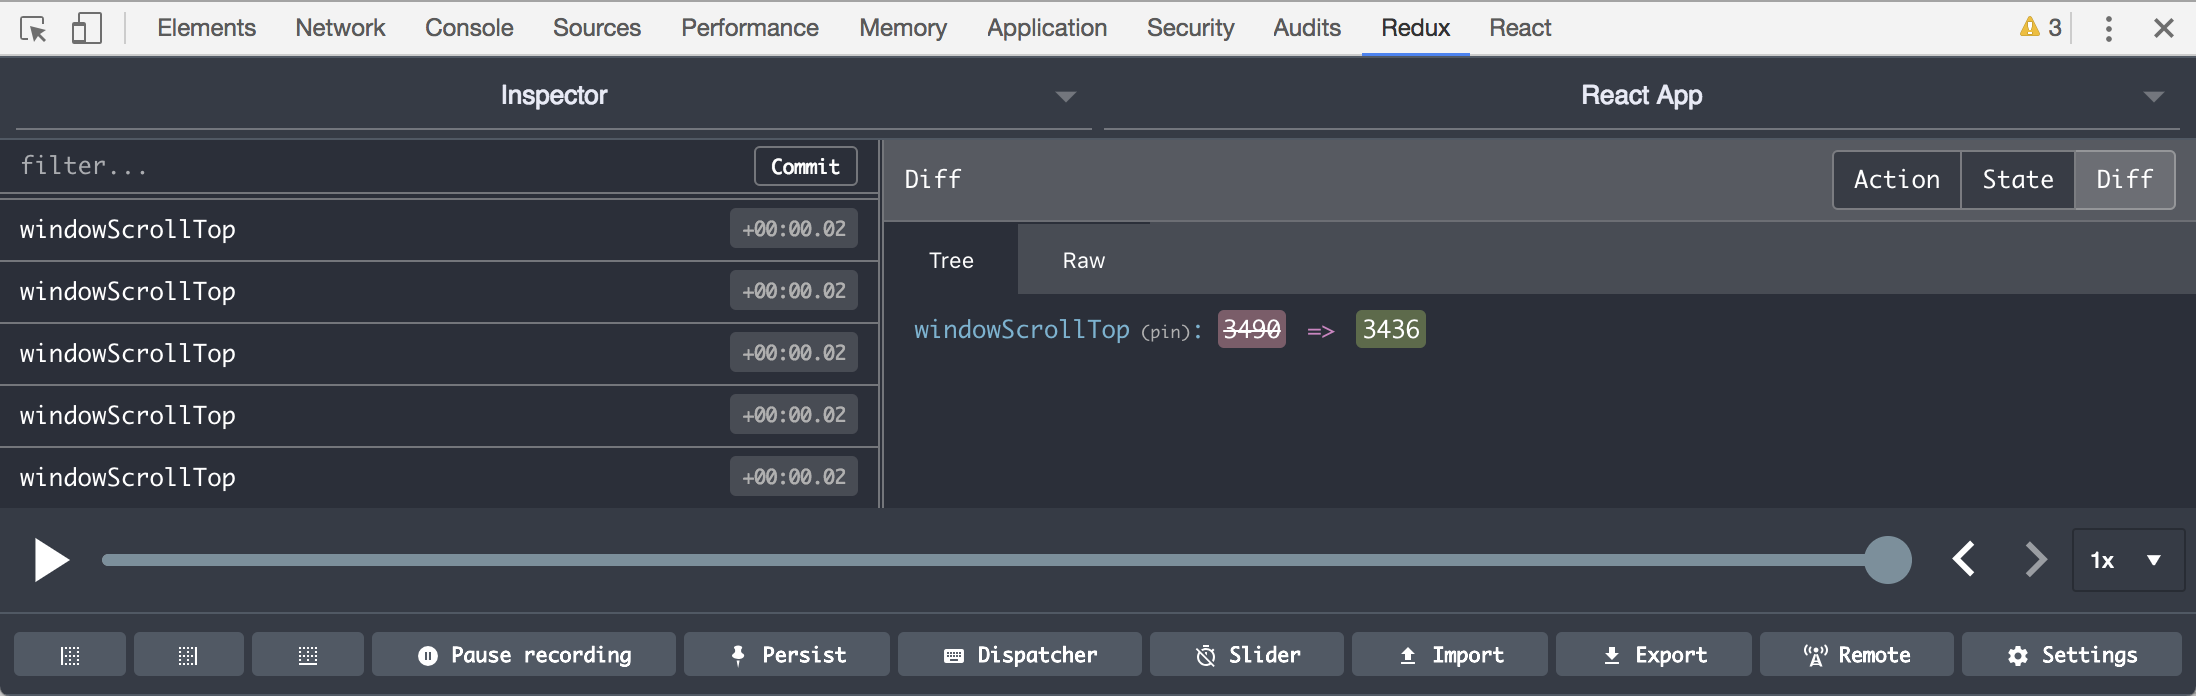 Elements Network Console Sources Performance Memory Application Security Audits Redux React 3
Inspector React App
filter... Commit
Diff Action State Diff
windowScrollTop +00:00.02
Tree Raw
windowScrollTop +00:00.02
windowScrollTop (pin): 3490 => 3436
windowScrollTop +00:00.02
windowScrollTop +00:00.02
windowScrollTop +00:00.02
1x
Pause recording Persist Dispatcher Slider Import Export Remote Settings